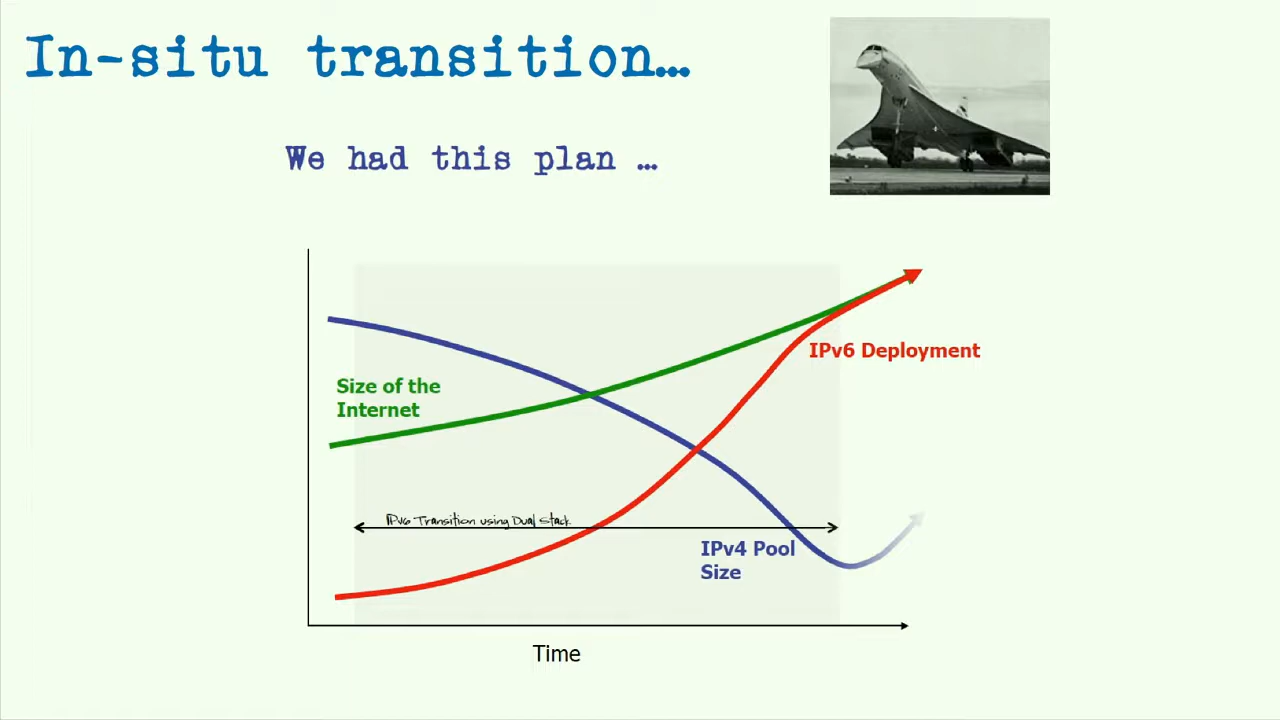 In-situ transition…
We had this plan …
Size of the
Internet
IPv6 Deployment
IPv6 Transition using Dual Stack
IPv4 Pool
Size
Time